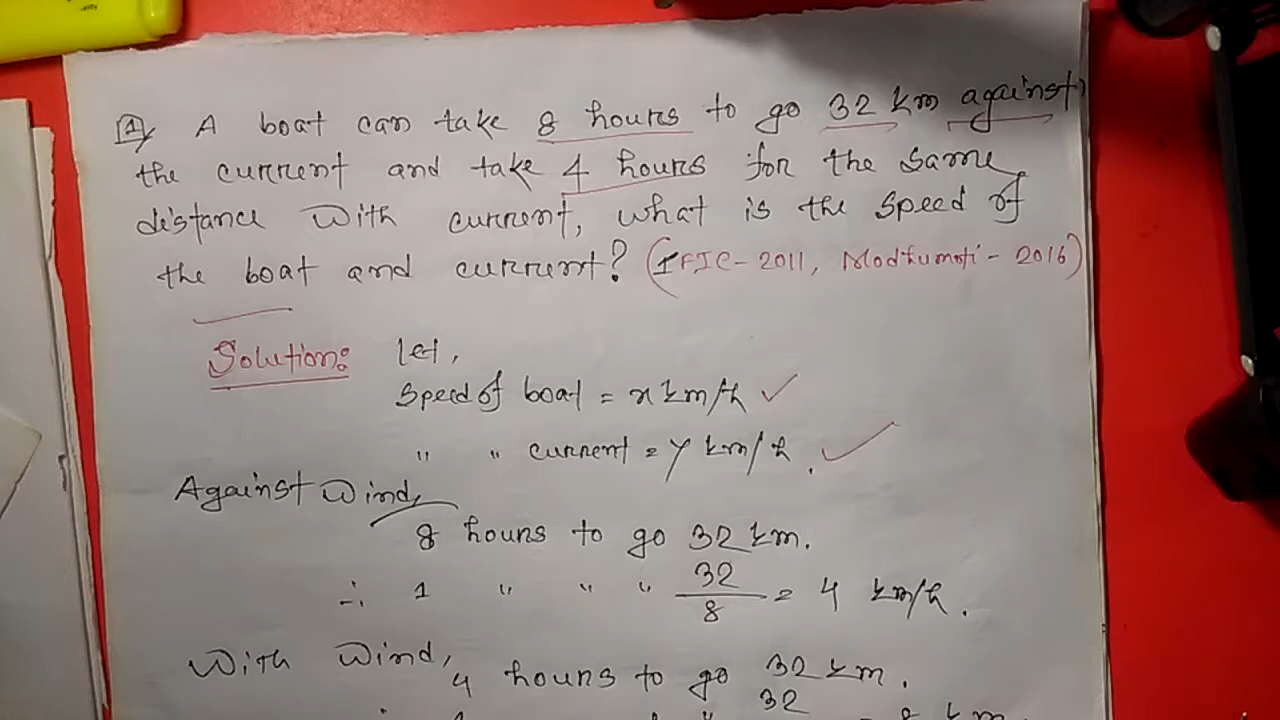 Q A boat can take 8 hours to go 32 km against
the current and take 4 hours for the same
distance with current, what is the speed of
the boat and current? (IFIC-2011, Modhumoti-2016)
Solution: let,
Speed of boat = x km/h ✓
" " current = y km/h. ✓
Against wind,
8 hours to go 32 km.
∴ 1 " " " 32/8 = 4 km/h.
With wind,
4 hours to go 32 km.
32